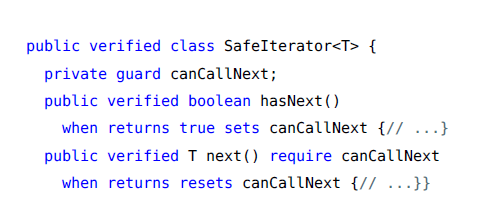 public verified class SafeIterator<T> {
private guard canCallNext;
public verified boolean hasNext()
when returns true sets canCallNext {// ...}
public verified T next() require canCallNext
when returns resets canCallNext {// ...}}